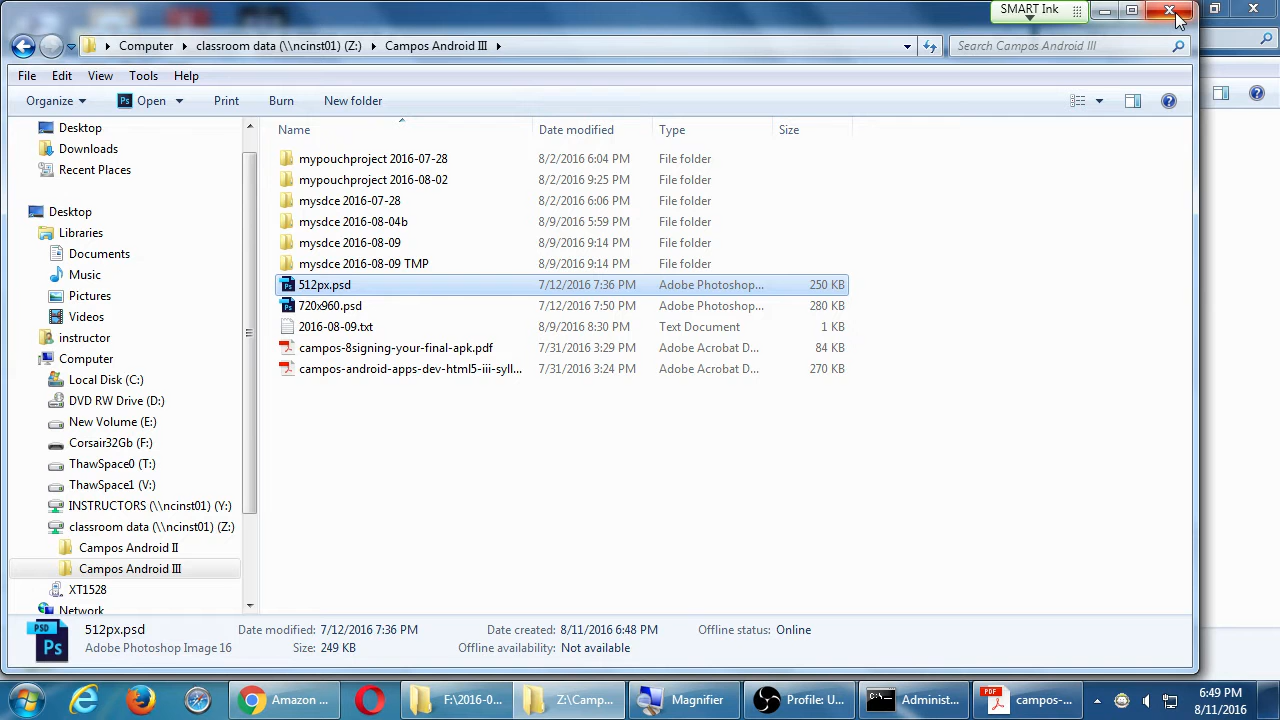 SMART Ink
Computer classroom data (\\ncinst01) (Z:) Campos Android III
Search Campos Android III
File Edit View Tools Help
Organize Ps Open Print Burn New folder
Name Date modified Type Size
Desktop
Downloads
Recent Places
Desktop
Libraries
Documents
Music
Pictures
Videos
instructor
Computer
Local Disk (C:)
DVD RW Drive (D:)
New Volume (E:)
Corsair32Gb (F:)
ThawSpace0 (T:)
ThawSpace1 (V:)
INSTRUCTORS (\\ncinst01) (Y:)
classroom data (\\ncinst01) (Z:)
Campos Android II
Campos Android III
XT1528
Network
mypouchproject 2016-07-28 8/2/2016 6:04 PM File folder
mypouchproject 2016-08-02 8/2/2016 9:25 PM File folder
mysdce 2016-07-28 8/2/2016 6:06 PM File folder
mysdce 2016-08-04b 8/9/2016 5:59 PM File folder
mysdce 2016-08-09 8/9/2016 9:14 PM File folder
mysdce 2016-08-09 TMP 8/9/2016 9:14 PM File folder
512px.psd 7/12/2016 7:36 PM Adobe Photoshop... 250 KB
720x960.psd 7/12/2016 7:50 PM Adobe Photoshop... 280 KB
2016-08-09.txt 8/9/2016 8:30 PM Text Document 1 KB
campos-8signing-your-final-apk.pdf 7/31/2016 3:29 PM Adobe Acrobat D... 84 KB
campos-android-apps-dev-html5-iii-syll... 7/31/2016 3:24 PM Adobe Acrobat D... 270 KB
PSD Ps
512px.psd Date modified: 7/12/2016 7:36 PM Date created: 8/11/2016 6:48 PM Offline status: Online
Adobe Photoshop Image 16 Size: 249 KB Offline availability: Not available
Amazon ... F:\2016-0... Z:\Camp... Magnifier Profile: U... Administ... PDF campos-...
6:49 PM
8/11/2016